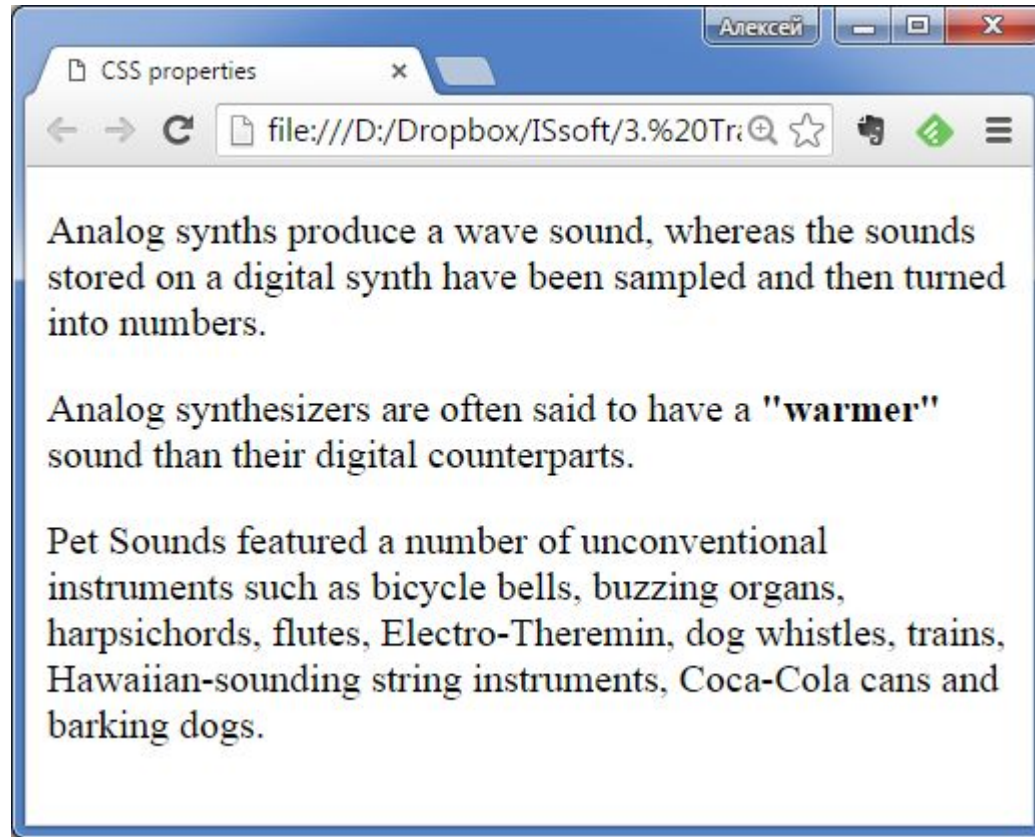 Алексей
CSS properties
file:///D:/Dropbox/ISsoft/3.%20Tra
Analog synths produce a wave sound, whereas the sounds
stored on a digital synth have been sampled and then turned
into numbers.
Analog synthesizers are often said to have a "warmer"
sound than their digital counterparts.
Pet Sounds featured a number of unconventional
instruments such as bicycle bells, buzzing organs,
harpsichords, flutes, Electro-Theremin, dog whistles, trains,
Hawaiian-sounding string instruments, Coca-Cola cans and
barking dogs.